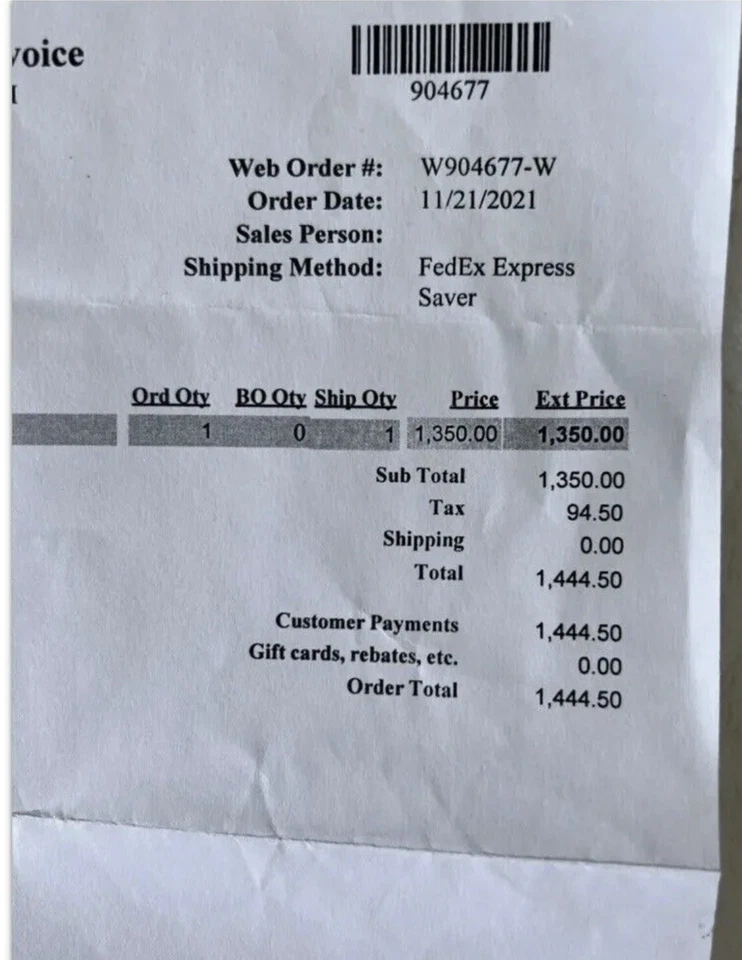 voice
904677
Web Order #: W904677-W
Order Date: 11/21/2021
Sales Person:
Shipping Method: FedEx Express
Saver
Ord Qty BO Qty Ship Qty Price Ext Price
1 0 1 1,350.00 1,350.00
Sub Total 1,350.00
Tax 94.50
Shipping 0.00
Total 1,444.50
Customer Payments 1,444.50
Gift cards, rebates, etc. 0.00
Order Total 1,444.50